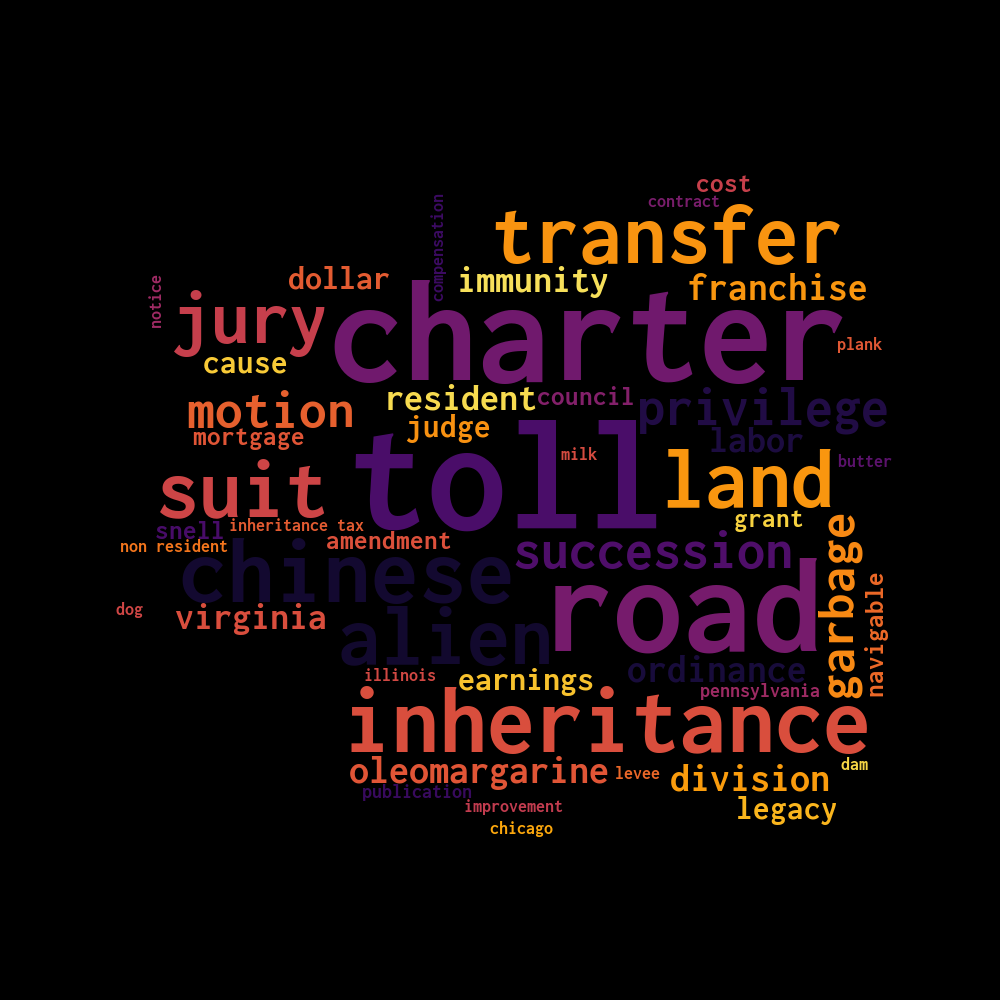 cost
contract
compensation
transfer
dollar
immunity
franchise
notice
jury
charter
cause
plank
resident
council
privilege
motion
judge
labor
mortgage
toll
milk
land
butter
suit
grant
snell
inheritance tax
amendment
succession
non resident
chinese
road
garbage
navigable
dog
virginia
alien
ordinance
illinois
earnings
pennsylvania
inheritance
oleomargarine
levee
division
dam
publication
improvement
legacy
chicago